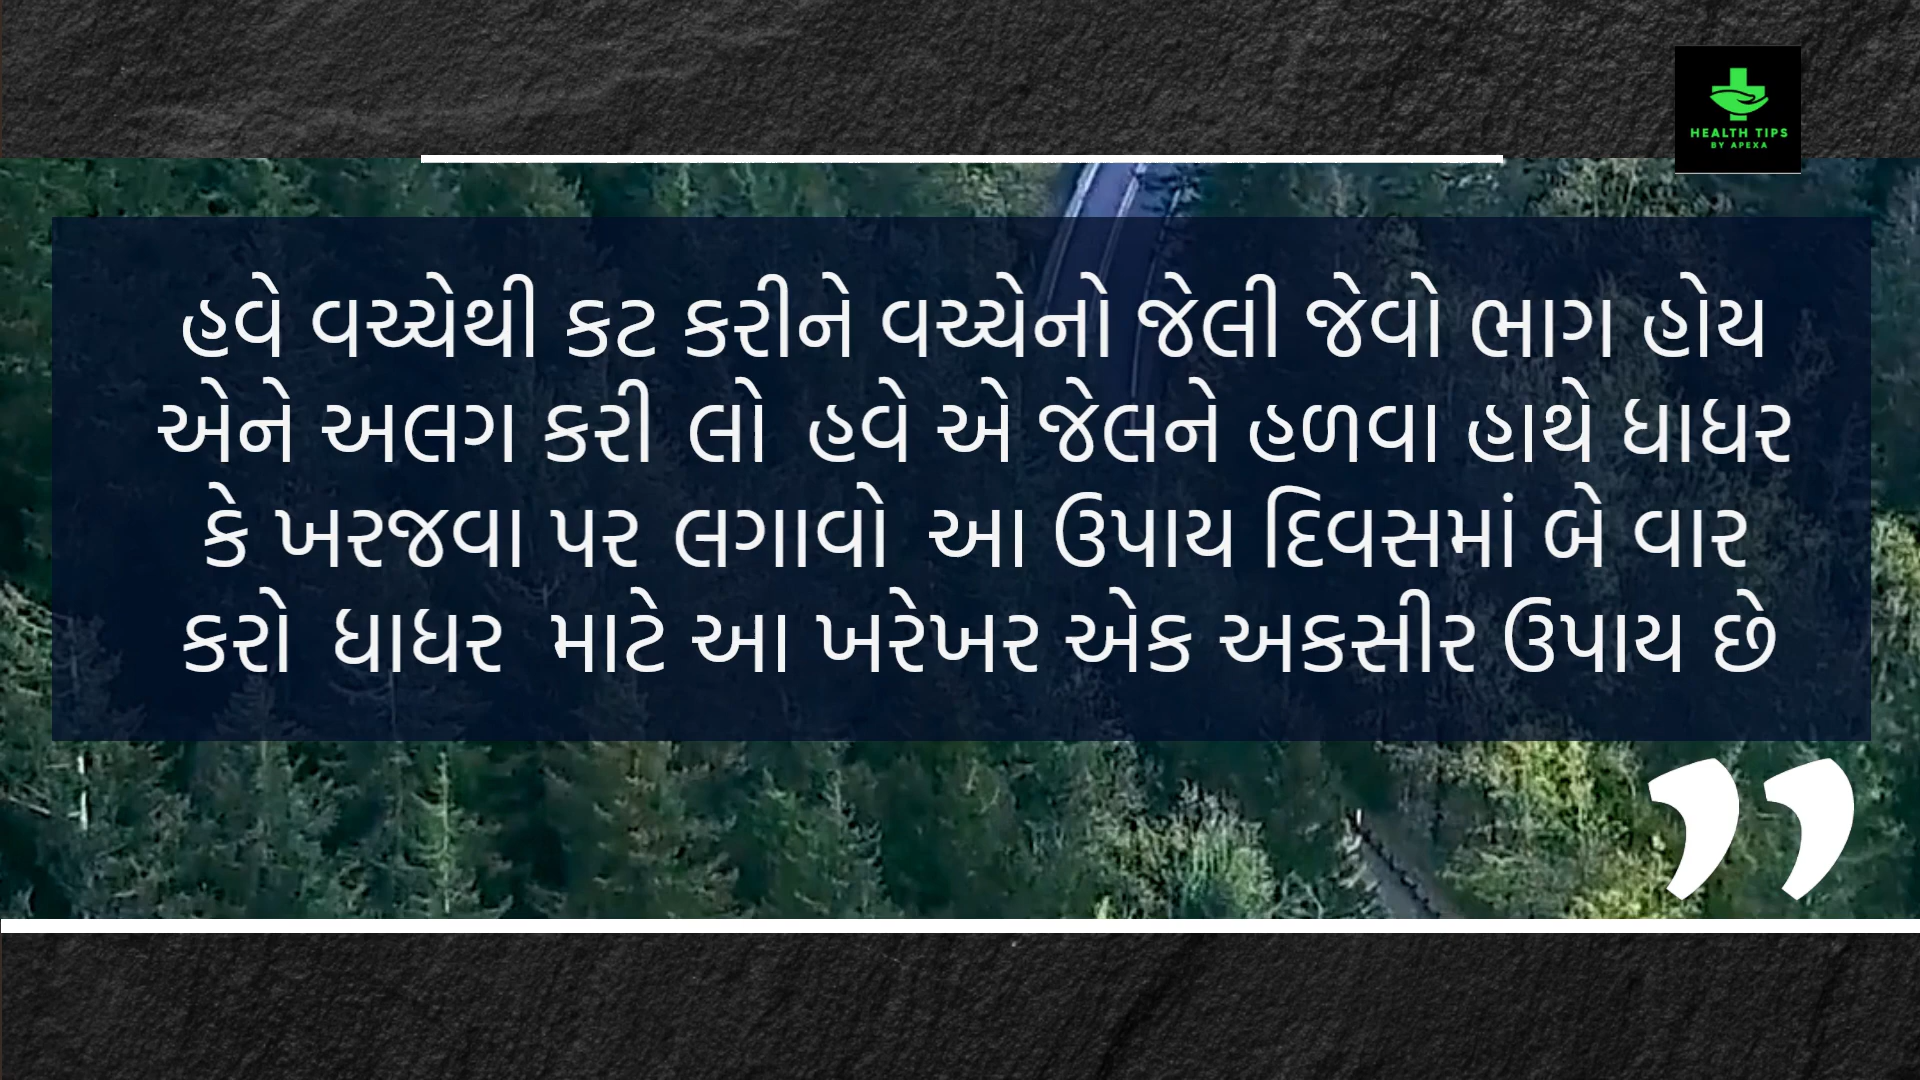 HEALTH TIPS
BY APEXA
હવે વચ્ચેથી કટ કરીને વચ્ચેનો જેલી જેવો ભાગ હોય
એને અલગ કરી લો હવે એ જેલને હળવા હાથે ધાધર
કે ખરજવા પર લગાવો આ ઉપાય દિવસમાં બે વાર
કરો ધાધર માટે આ ખરેખર એક અકસીર ઉપાય છે
”